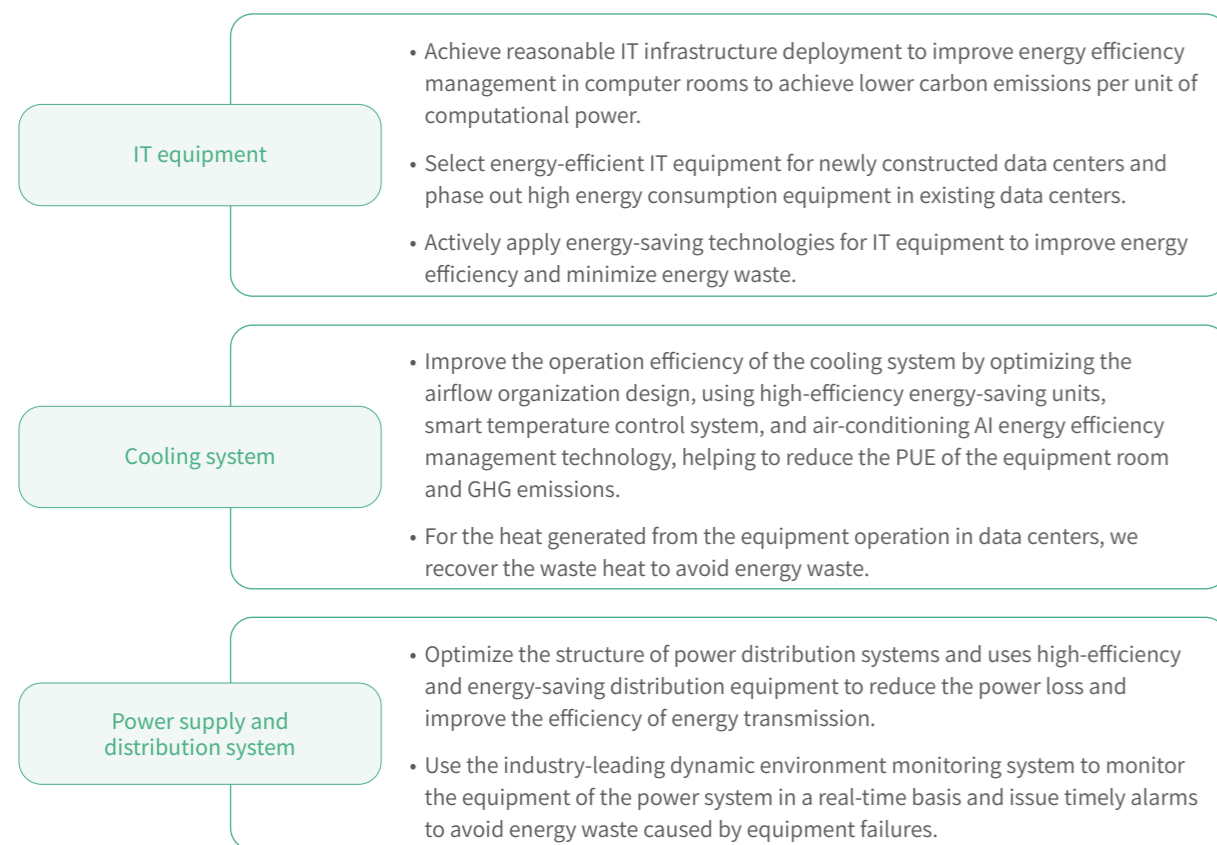 • Achieve reasonable IT infrastructure deployment to improve energy efficiency
management in computer rooms to achieve lower carbon emissions per unit of
computational power.
IT equipment
• Select energy-efficient IT equipment for newly constructed data centers and
phase out high energy consumption equipment in existing data centers.
• Actively apply energy-saving technologies for IT equipment to improve energy
efficiency and minimize energy waste.
• Improve the operation efficiency of the cooling system by optimizing the
airflow organization design, using high-efficiency energy-saving units,
smart temperature control system, and air-conditioning AI energy efficiency
management technology, helping to reduce the PUE of the equipment room
and GHG emissions.
Cooling system
• For the heat generated from the equipment operation in data centers, we
recover the waste heat to avoid energy waste.
• Optimize the structure of power distribution systems and uses high-efficiency
and energy-saving distribution equipment to reduce the power loss and
improve the efficiency of energy transmission.
Power supply and
distribution system
• Use the industry-leading dynamic environment monitoring system to monitor
the equipment of the power system in a real-time basis and issue timely alarms
to avoid energy waste caused by equipment failures.